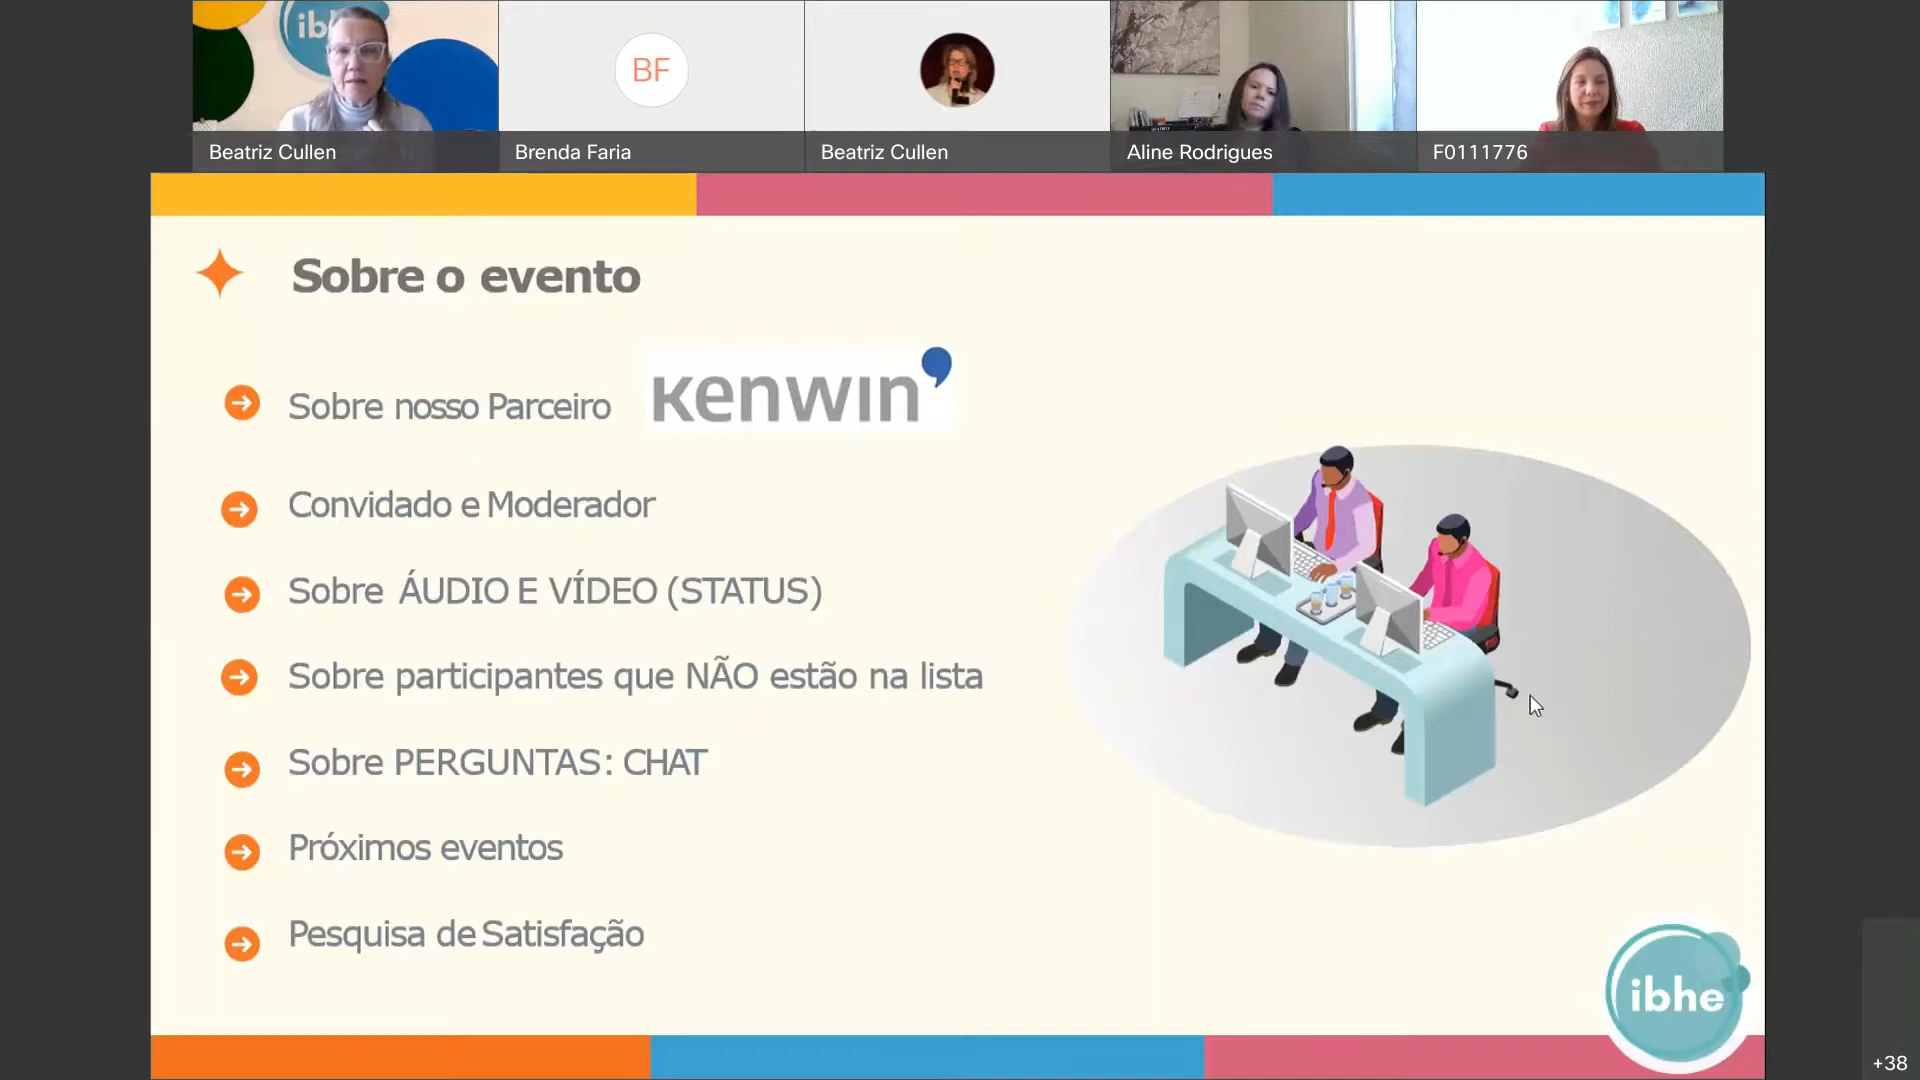 ib
BF
Beatriz Cullen
Brenda Faria
Beatriz Cullen
Aline Rodrigues
F0111776
Sobre o evento
Sobre nosso Parceiro
kenwin
Convidado e Moderador
Sobre ÁUDIO E VÍDEO (STATUS)
Sobre participantes que NÃO estão na lista
Sobre PERGUNTAS: CHAT
Próximos eventos
Pesquisa de Satisfação
ibhe
+38